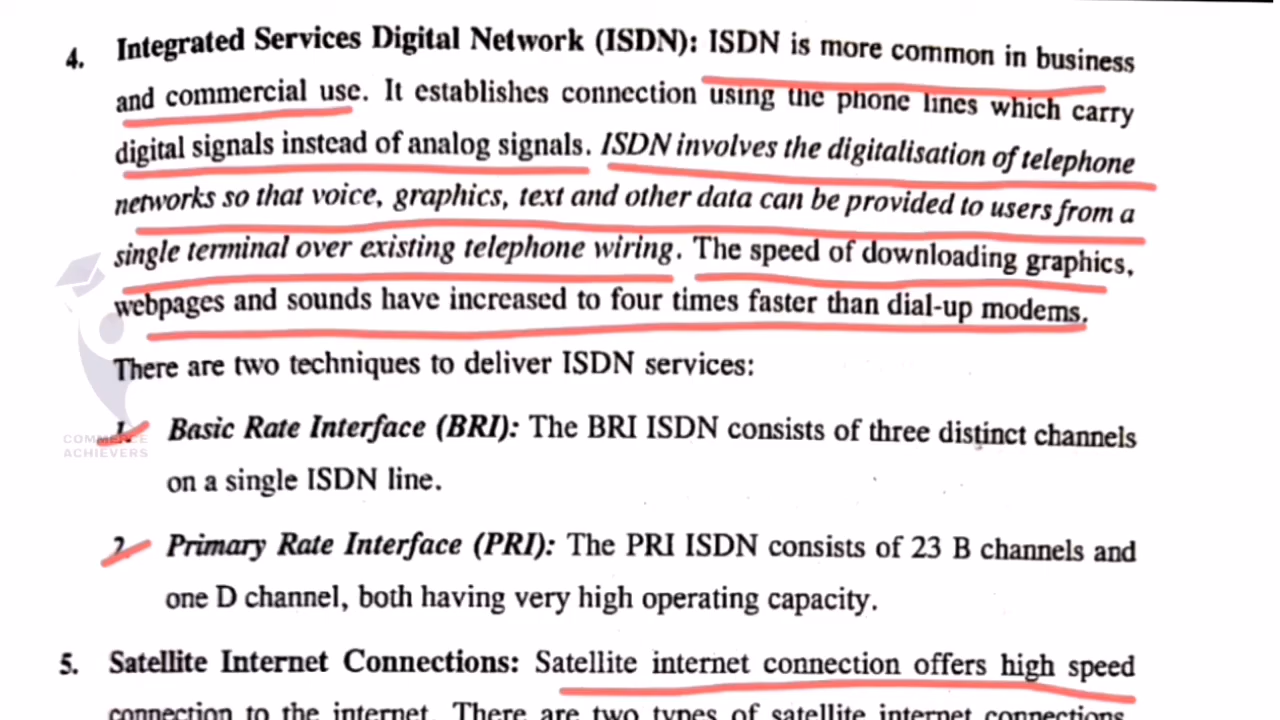 4. Integrated Services Digital Network (ISDN): ISDN is more common in business
and commercial use. It establishes connection using the phone lines which carry
digital signals instead of analog signals. ISDN involves the digitalisation of telephone
networks so that voice, graphics, text and other data can be provided to users from a
single terminal over existing telephone wiring. The speed of downloading graphics,
webpages and sounds have increased to four times faster than dial-up modems.
There are two techniques to deliver ISDN services:
1. Basic Rate Interface (BRI): The BRI ISDN consists of three distinct channels
COMMERCE
ACHIEVERS
on a single ISDN line.
2. Primary Rate Interface (PRI): The PRI ISDN consists of 23 B channels and
one D channel, both having very high operating capacity.
5. Satellite Internet Connections: Satellite internet connection offers high speed
connection to the internet. There are two types of satellite internet connections